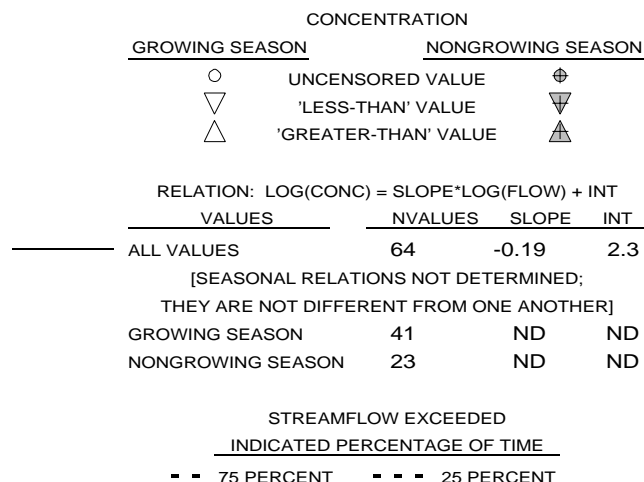 CONCENTRATION
GROWING SEASON NONGROWING SEASON
UNCENSORED VALUE
'LESS-THAN' VALUE
'GREATER-THAN' VALUE
RELATION: LOG(CONC) = SLOPE*LOG(FLOW) + INT
VALUES NVALUES SLOPE INT
ALL VALUES 64 -0.19 2.3
[SEASONAL RELATIONS NOT DETERMINED;
THEY ARE NOT DIFFERENT FROM ONE ANOTHER]
GROWING SEASON 41 ND ND
NONGROWING SEASON 23 ND ND
STREAMFLOW EXCEEDED
INDICATED PERCENTAGE OF TIME
75 PERCENT 25 PERCENT